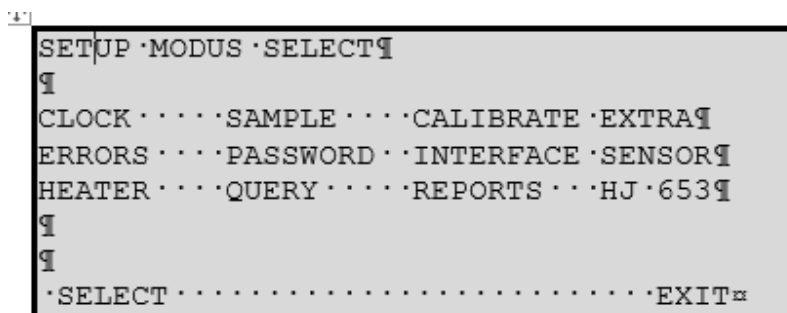 SETUP MODUS SELECT
CLOCK     SAMPLE    CALIBRATE EXTRA
ERRORS    PASSWORD  INTERFACE SENSOR
HEATER    QUERY     REPORTS   HJ 653
 SELECT                          EXIT